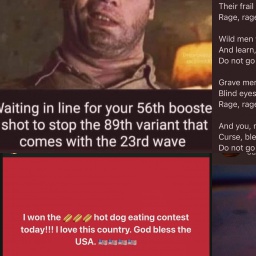 Waiting in line for your 56th booste
shot to stop the 89th variant that
comes with the 23rd wave
I won the 🌭🌭🌭 hot dog eating contest
today!!! I love this country. God bless the
USA. 🇺🇸🇺🇸🇺🇸🇺🇸
Their frail
Rage, rage
Wild men
And learn,
Do not go
Grave men
Blind eyes
Rage, rage
And you, m
Curse, ble
Do not go